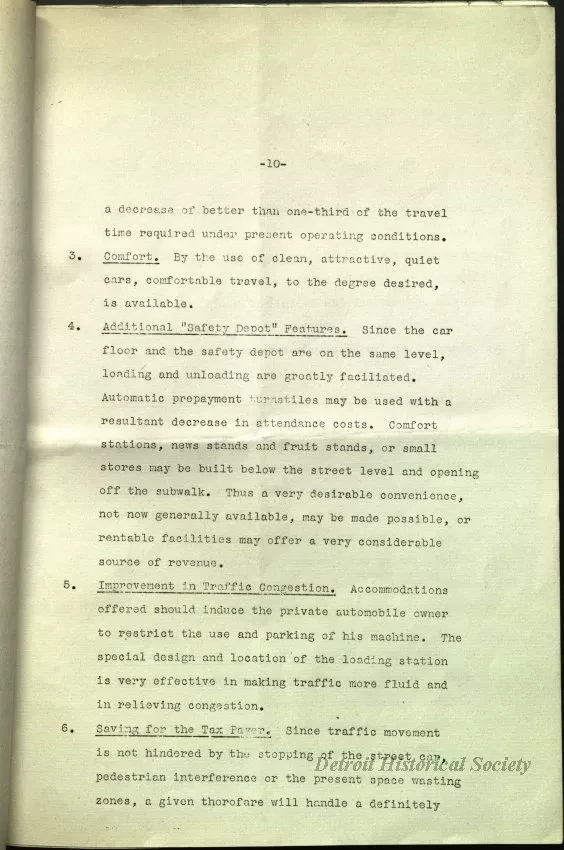 -10-
a decrease of better than one-third of the travel
time required under present operating conditions.
3. Comfort. By the use of clean, attractive, quiet
cars, comfortable travel, to the degree desired,
is available.
4. Additional "Safety Depot" Features. Since the car
floor and the safety depot are on the same level,
loading and unloading are greatly faciliated.
Automatic prepayment turnstiles may be used with a
resultant decrease in attendance costs. Comfort
stations, news stands and fruit stands, or small
stores may be built below the street level and opening
off the subwalk. Thus a very desirable convenience,
not now generally available, may be made possible, or
rentable facilities may offer a very considerable
source of revenue.
5. Improvement in Traffic Congestion. Accommodations
offered should induce the private automobile owner
to restrict the use and parking of his machine. The
special design and location of the loading station
is very effective in making traffic more fluid and
in relieving congestion.
6. Saving for the Tax Payer. Since traffic movement
is not hindered by the stopping of the street car,
Detroit Historical Society
pedestrian interference or the present space wasting
zones, a given thorofare will handle a definitely